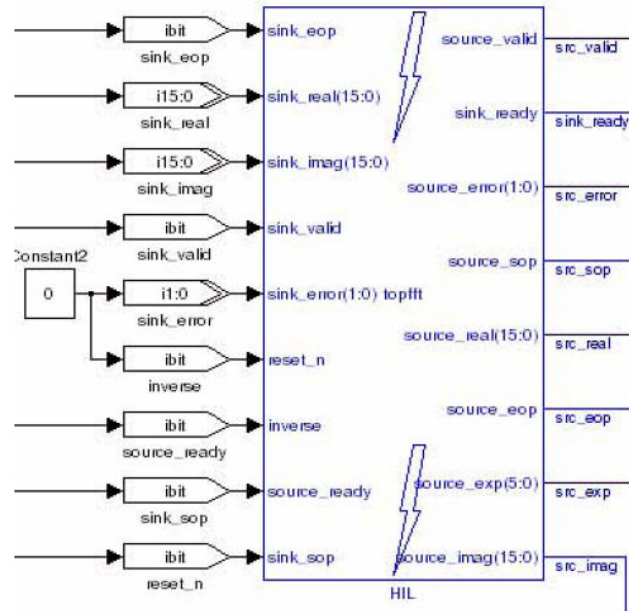 ibit
sink_eop
i15:0
sink_real
i15:0
sink_imag
ibit
sink_valid
Constant2
0
i1:0
sink_error
ibit
inverse
ibit
source_ready
ibit
sink_sop
ibit
reset_n
sink_eop
sink_real(15:0)
sink_imag(15:0)
sink_valid
sink_error(1:0) topfft
reset_n
inverse
source_ready
sink_sop
source_valid
sink_ready
source_error(1:0)
source_sop
source_real(15:0)
source_eop
source_exp(5:0)
source_imag(15:0)
HIL
src_valid
sink_ready
src_error
src_sop
src_real
src_eop
src_exp
src_imag